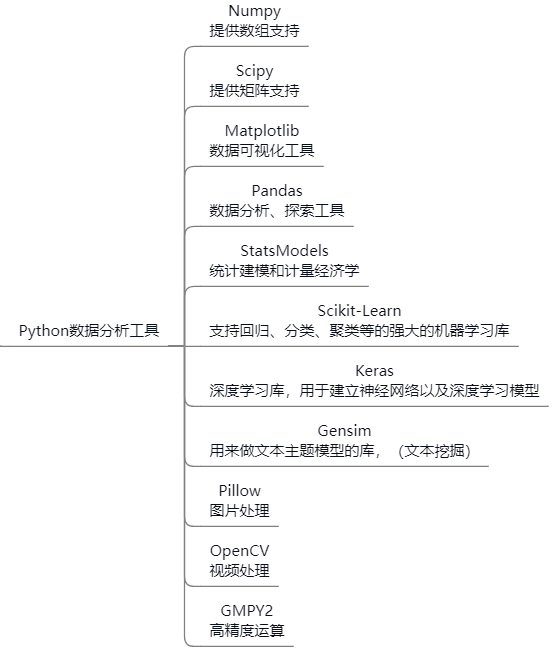 Numpy
提供数组支持
Scipy
提供矩阵支持
Matplotlib
数据可视化工具
Pandas
数据分析、探索工具
StatsModels
统计建模和计量经济学
Scikit-Learn
支持回归、分类、聚类等的强大的机器学习库
Python数据分析工具
Keras
深度学习库，用于建立神经网络以及深度学习模型
Gensim
用来做文本主题模型的库，（文本挖掘）
Pillow
图片处理
OpenCV
视频处理
GMPY2
高精度运算